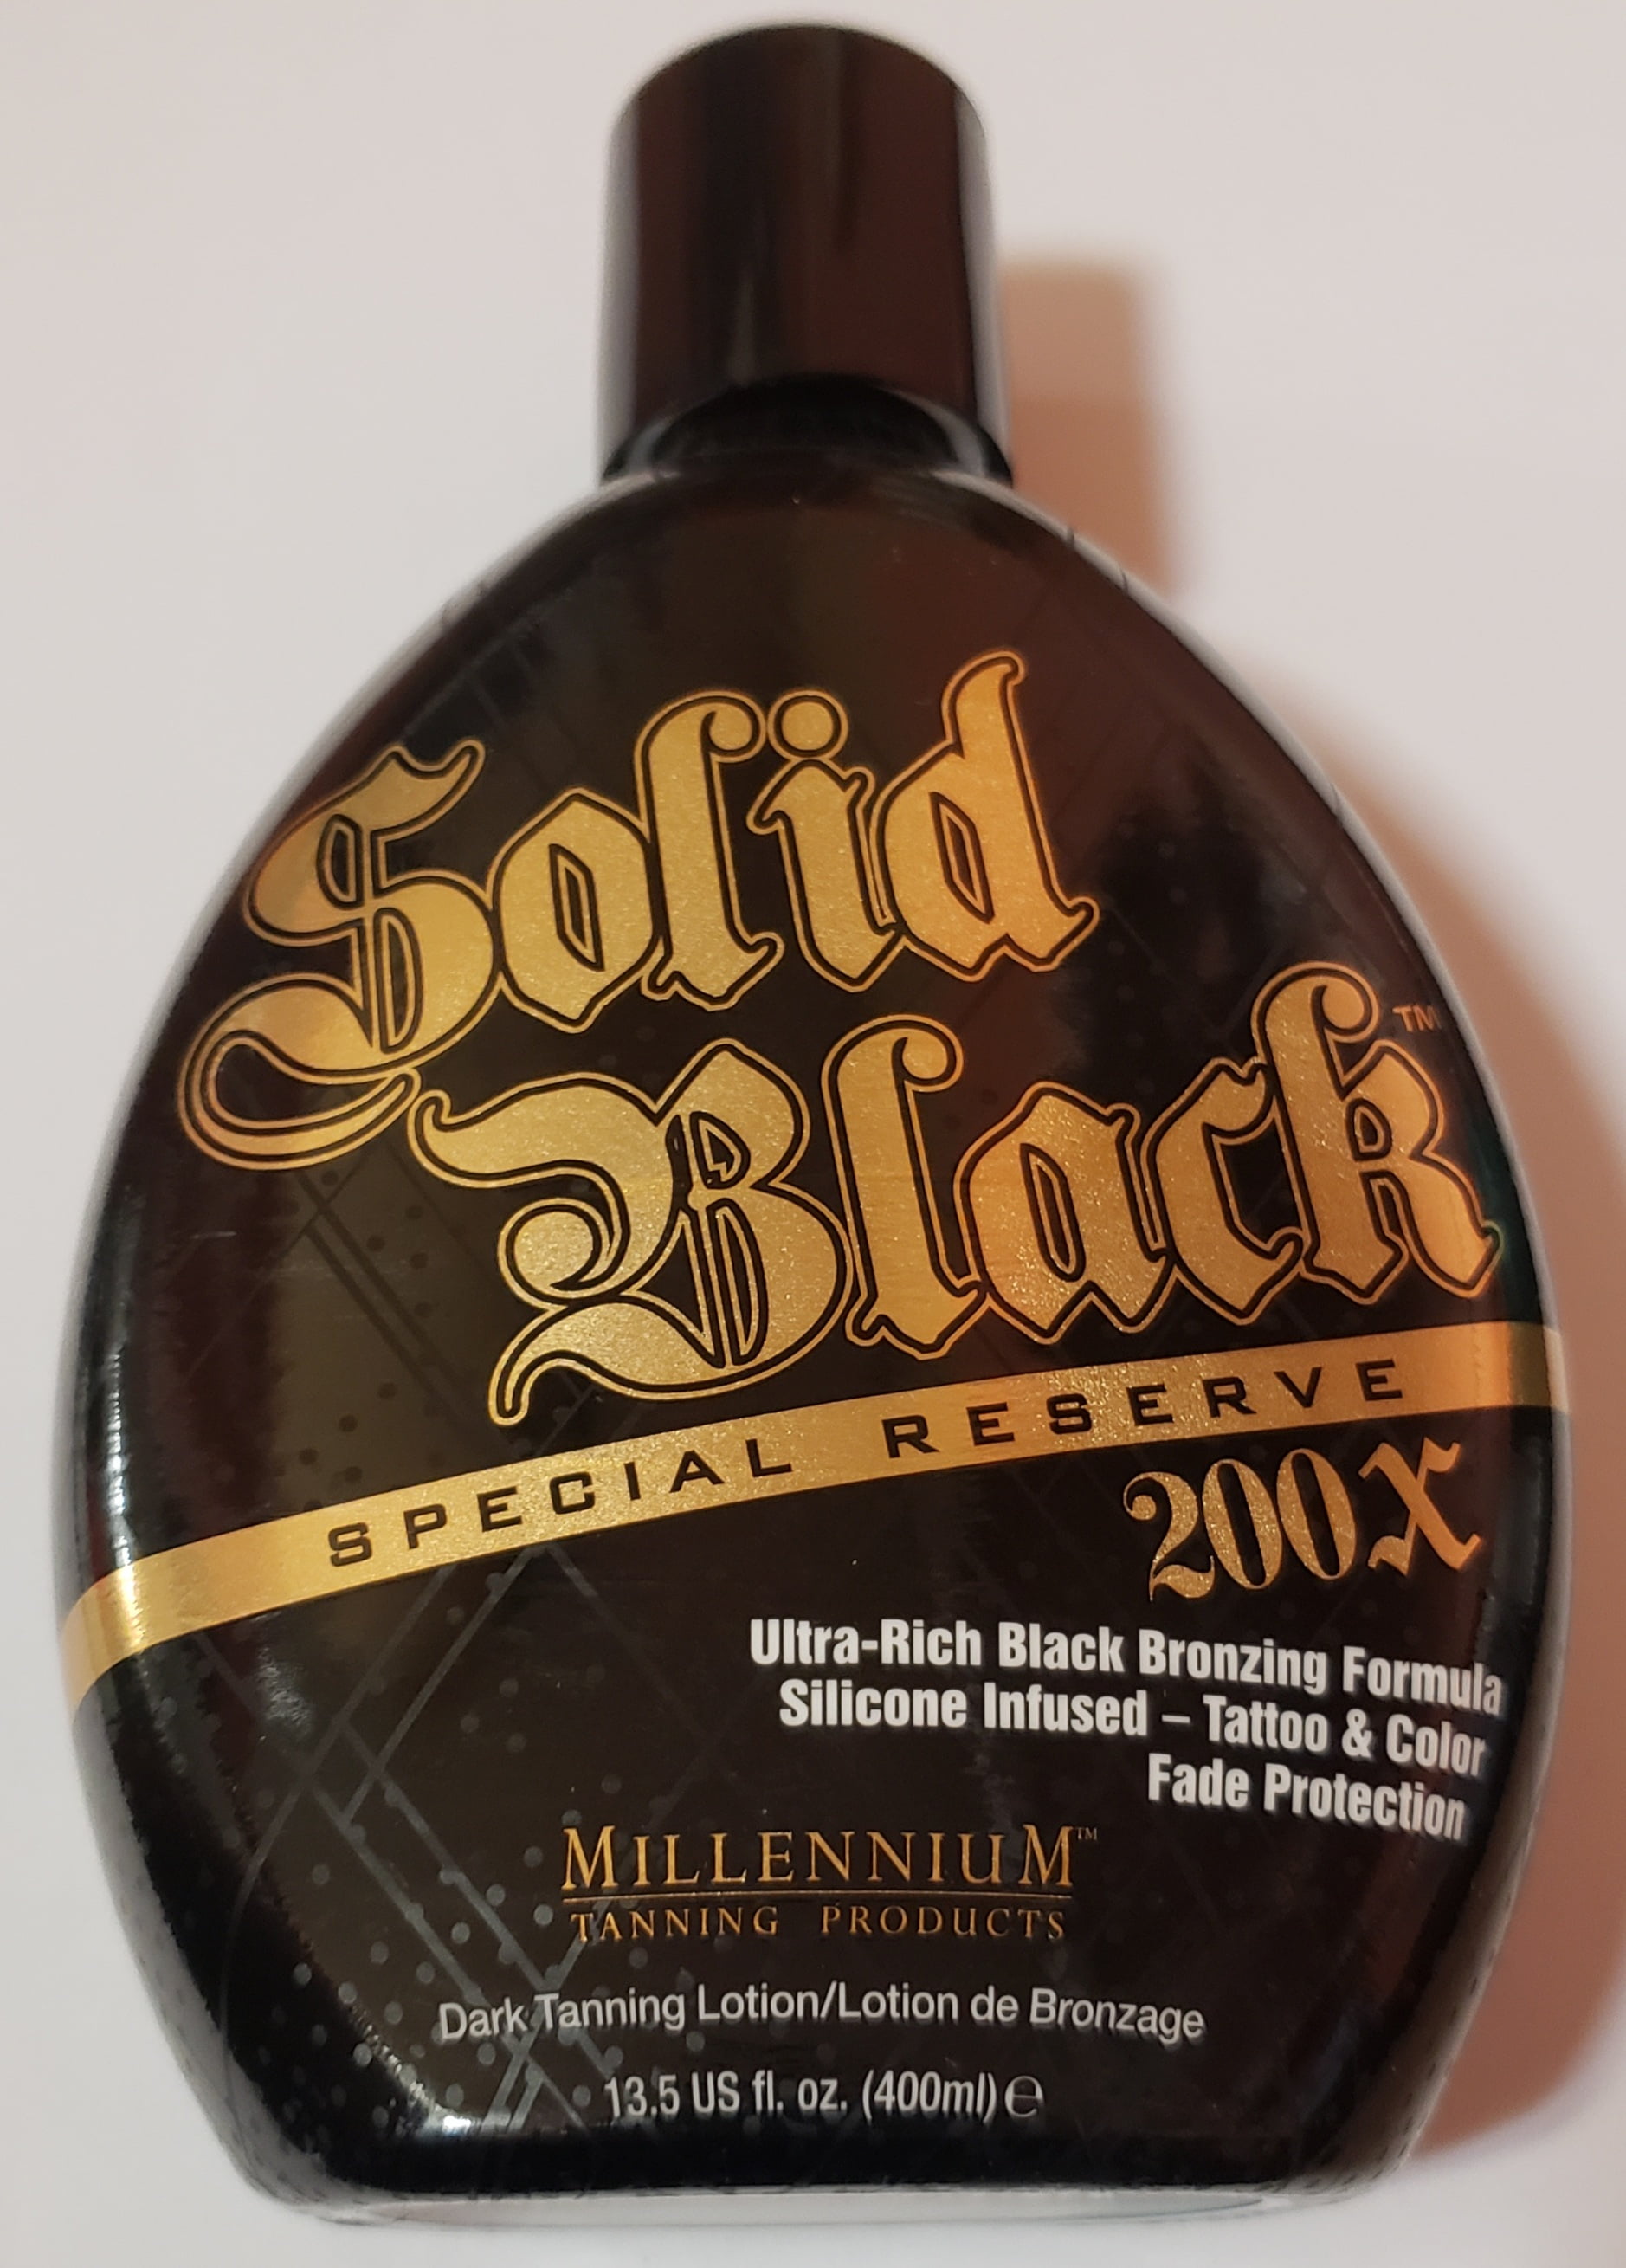 Solid
Black™
SPECIAL RESERVE
200X
Ultra-Rich Black Bronzing Formula
Silicone Infused – Tattoo & Color
Fade Protection
MILLENNIUM™
TANNING PRODUCTS
Dark Tanning Lotion/Lotion de Bronzage
13.5 US fl. oz. (400ml) ℮